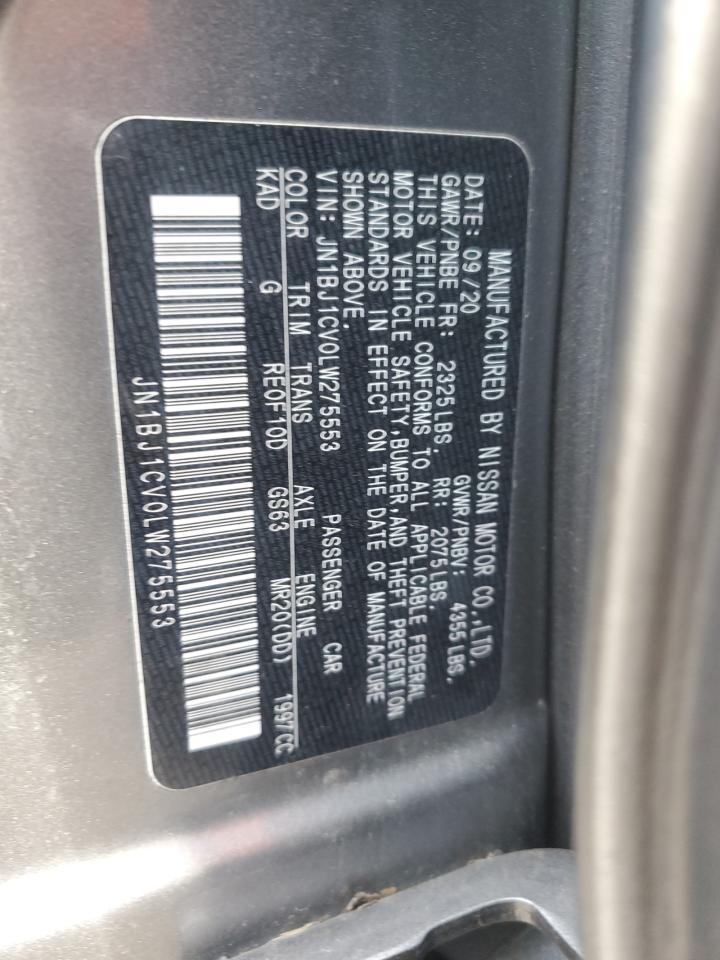 MANUFACTURED BY NISSAN MOTOR CO.,LTD.
DATE: 09/20 GVWR/PNBV: 4355LBS.
GAWR/PNBE FR: 2325LBS. RR: 2075LBS.
THIS VEHICLE CONFORMS TO ALL APPLICABLE FEDERAL
MOTOR VEHICLE SAFETY,BUMPER,AND THEFT PREVENTION
STANDARDS IN EFFECT ON THE DATE OF MANUFACTURE
SHOWN ABOVE.
VIN: JN1BJ1CV0LW275553 PASSENGER CAR
COLOR TRIM TRANS AXLE ENGINE
KAD G RE0F10D GS63 MR20(DD) 1997CC
JN1BJ1CV0LW275553